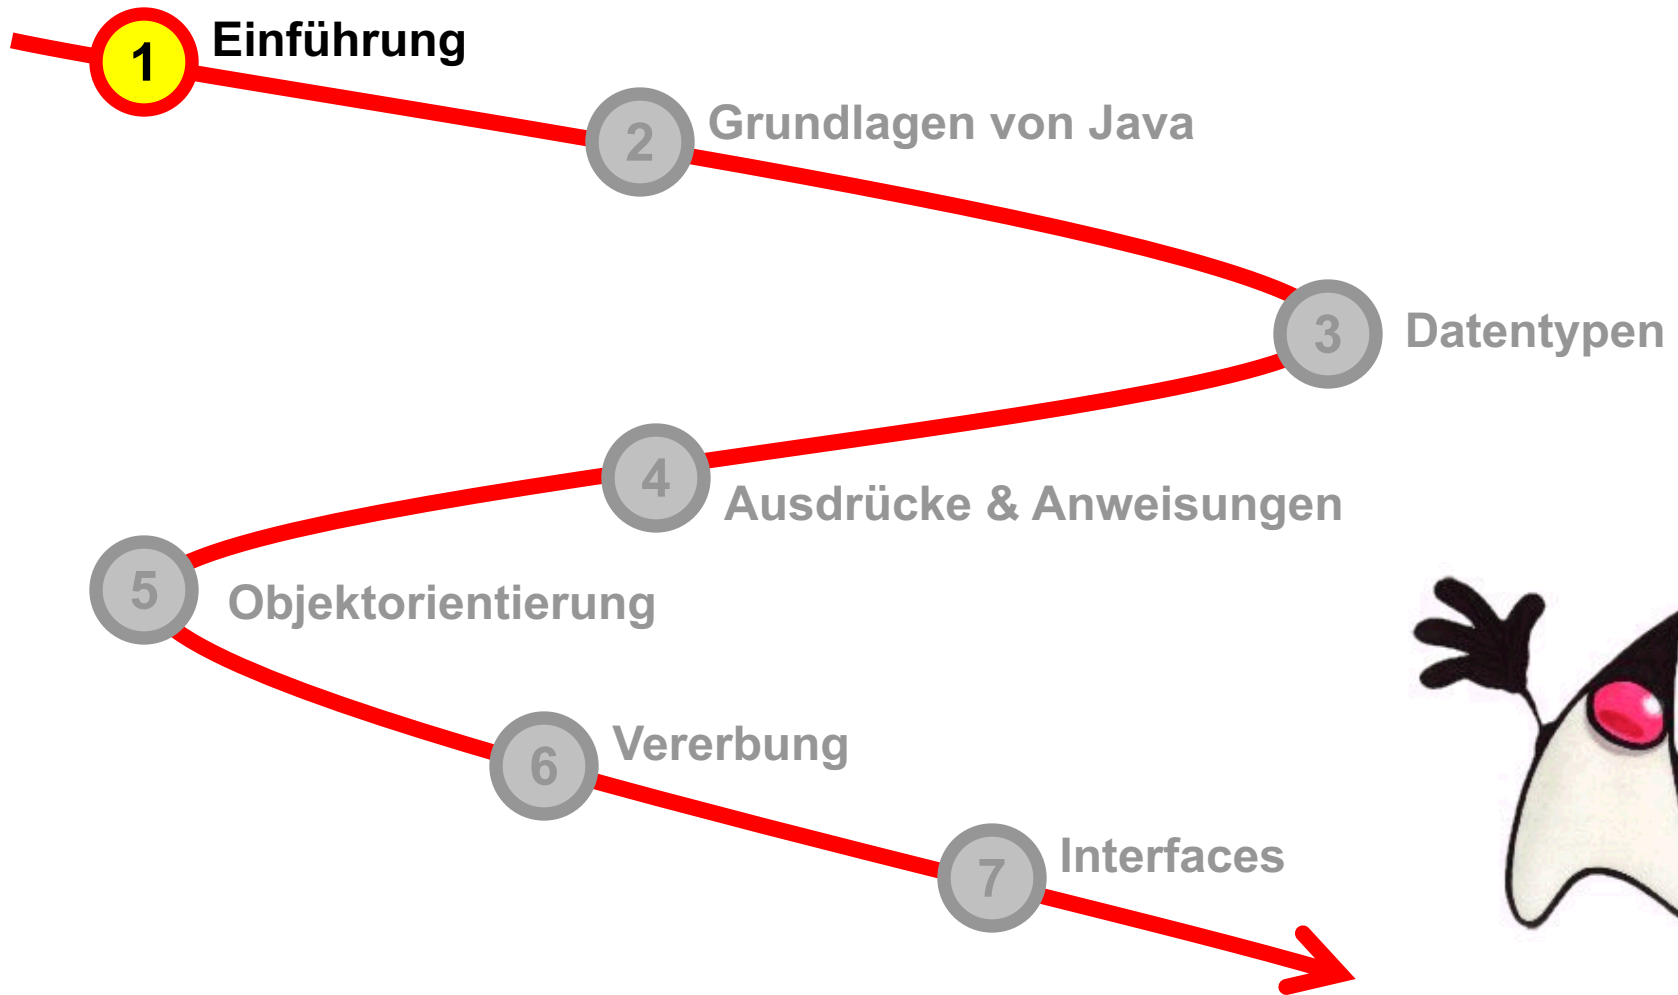 1 Einführung
2 Grundlagen von Java
3 Datentypen
4 Ausdrücke & Anweisungen
5 Objektorientierung
6 Vererbung
7 Interfaces